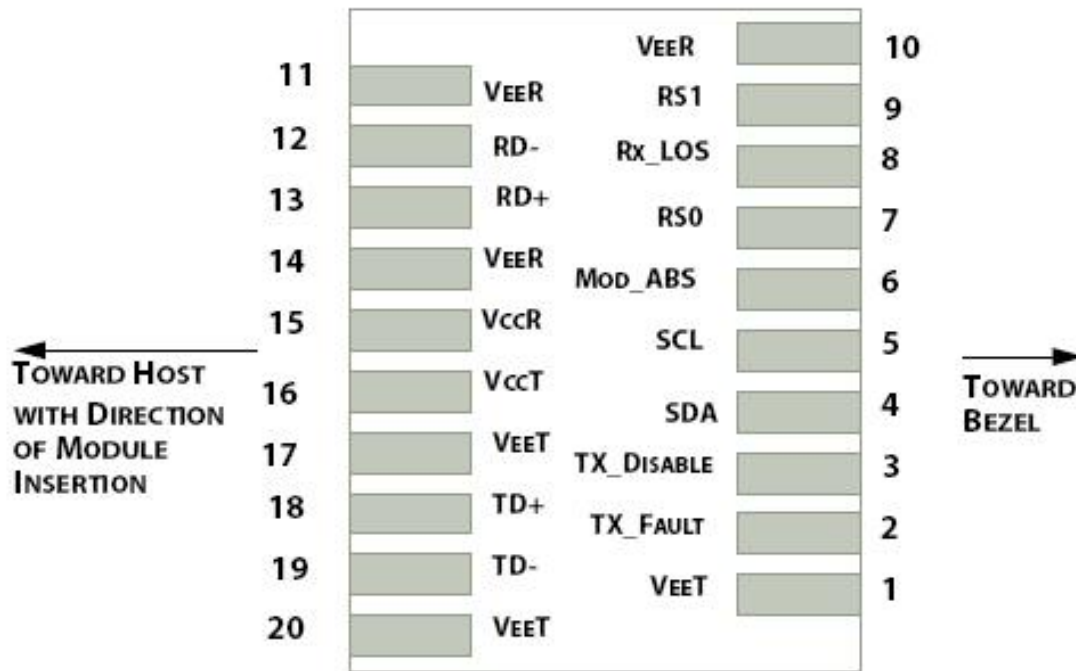 VEER 10
11 VEER
RS1 9
12 RD-
Rx_LOS 8
13 RD+
RS0 7
14 VEER
MOD_ABS 6
15 VCCR
SCL 5
TOWARD HOST
WITH DIRECTION
OF MODULE
INSERTION
TOWARD
BEZEL
16 VCCT
SDA 4
17 VEET
TX_DISABLE 3
18 TD+
TX_FAULT 2
19 TD-
VEET 1
20 VEET